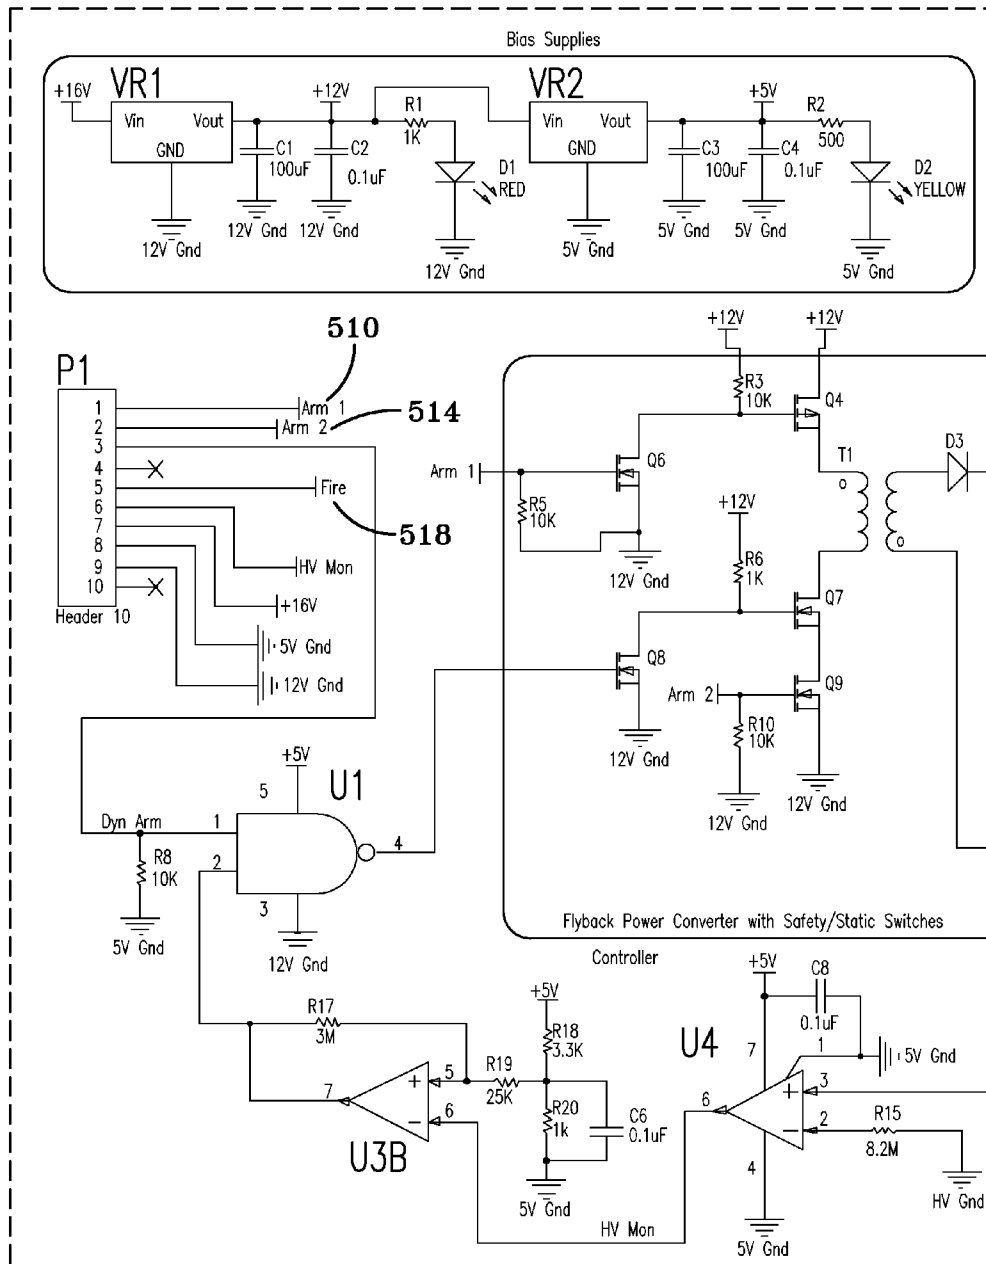 Bias Supplies
+16V
VR1
Vin
Vout
GND
12V Gnd
C1
100uF
12V Gnd
+12V
C2
0.1uF
12V Gnd
R1
1K
D1
RED
12V Gnd
VR2
Vin
Vout
GND
5V Gnd
C3
100uF
5V Gnd
+5V
C4
0.1uF
5V Gnd
R2
500
D2
YELLOW
5V Gnd
P1
1
2
3
4
5
6
7
8
9
10
Header 10
510
Arm 1
514
Arm 2
Fire
518
HV Mon
+16V
5V Gnd
12V Gnd
+12V
+12V
R3
10K
Q4
Arm 1
Q6
R5
10K
12V Gnd
T1
o
o
D3
+12V
R6
1K
Q7
Q8
12V Gnd
Arm 2
Q9
R10
10K
12V Gnd
12V Gnd
Flyback Power Converter with Safety/Static Switches
+5V
5
U1
Dyn Arm
1
2
3
4
R8
10K
5V Gnd
12V Gnd
Controller
R17
3M
7
5
6
+
−
U3B
R19
25K
+5V
R18
3.3K
R20
1k
C6
0.1uF
5V Gnd
HV Mon
+5V
C8
0.1uF
U4
7
1
5V Gnd
6
+
−
3
2
4
R15
8.2M
HV Gnd
5V Gnd